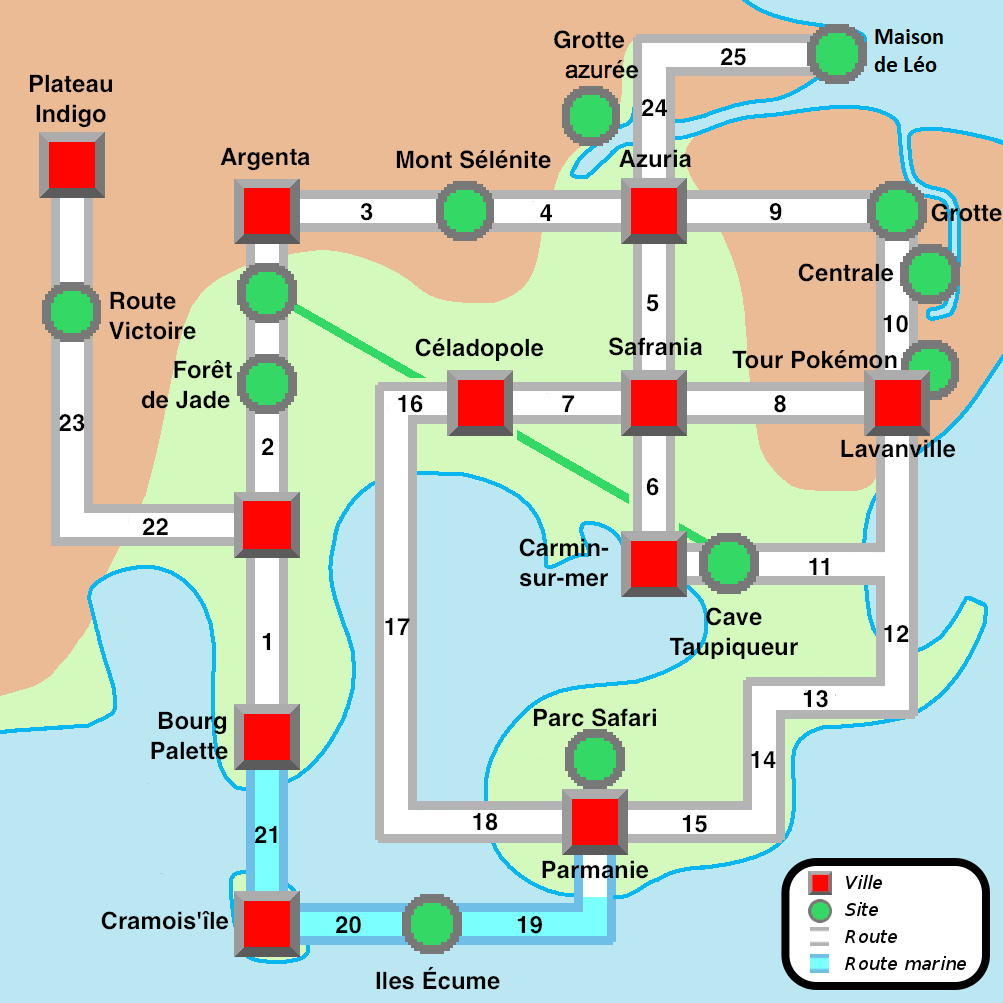 Grotte
azurée
25
Maison
de Léo
Plateau
Indigo
24
Argenta
Mont Sélénite
Azuria
3
4
9
Grotte
Centrale
Route
Victoire
5
10
Céladopole
Safrania
Tour Pokémon
Forêt
de Jade
16
7
8
23
2
Lavanville
6
22
Carmin-
sur-mer
11
Cave
Taupiqueur
17
12
1
13
Bourg
Palette
Parc Safari
14
21
18
15
Parmanie
Cramois'île
20
19
Iles Écume
Ville
Site
Route
Route marine